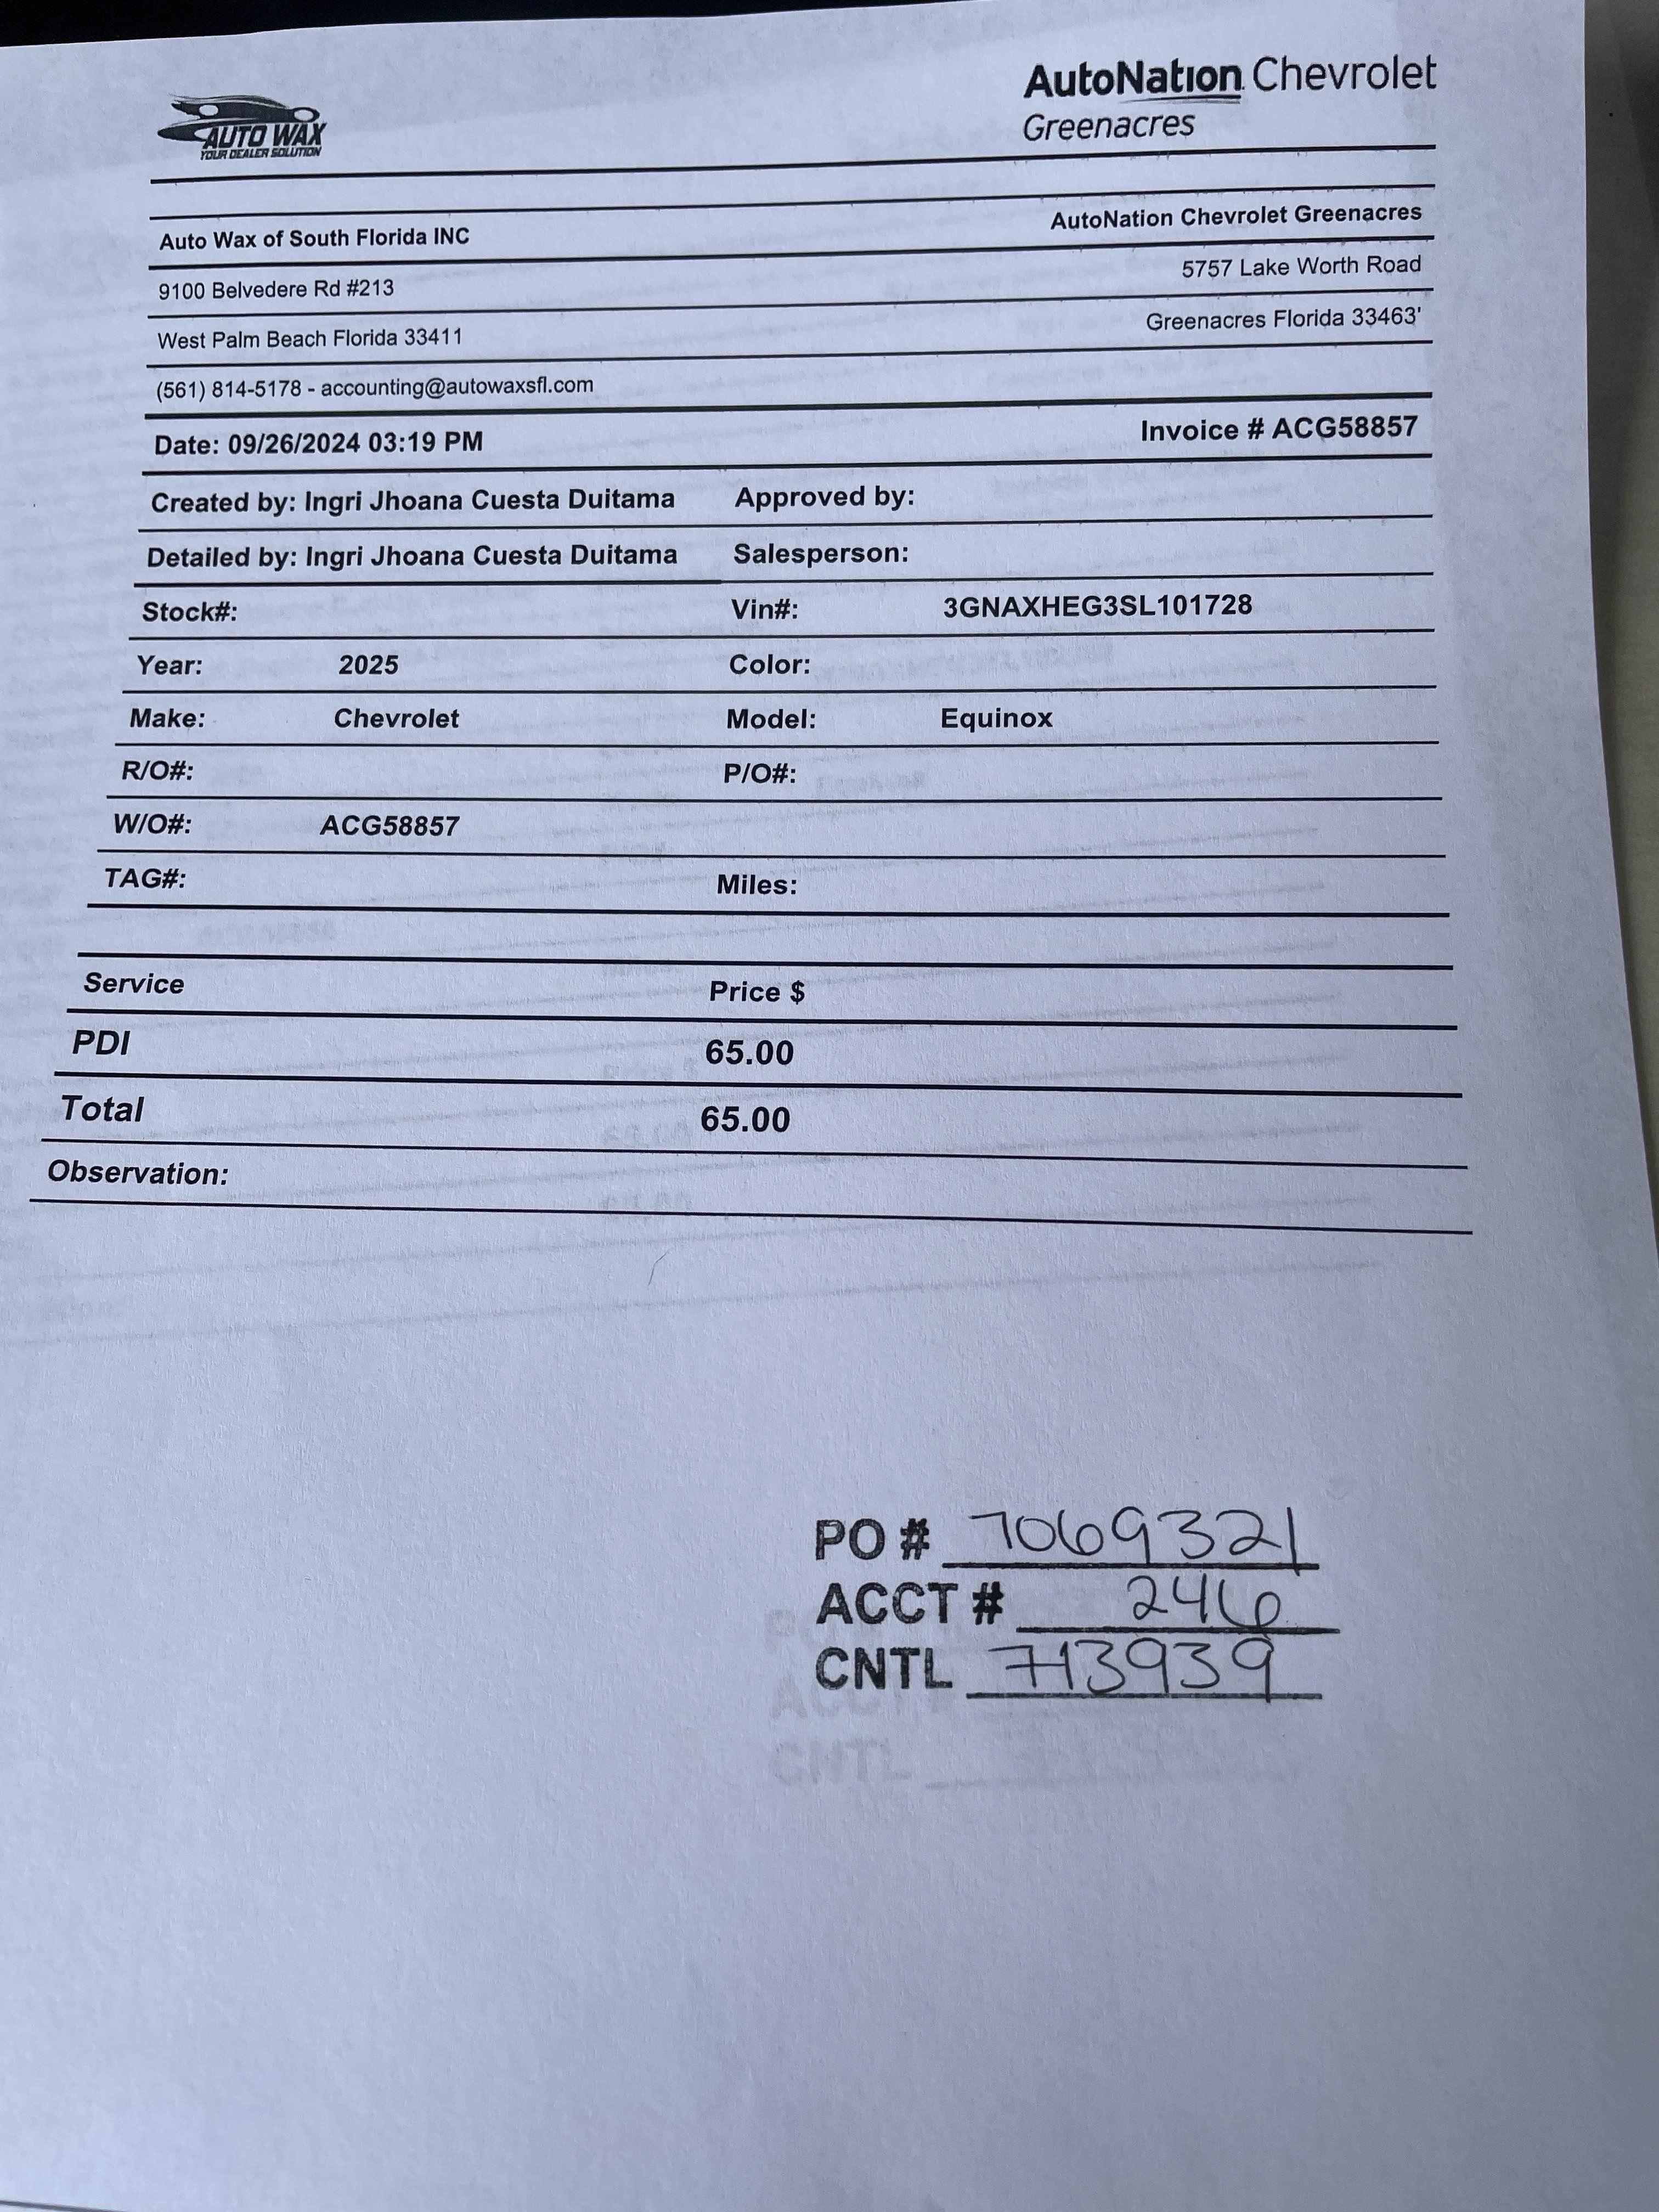 AUTO WAX
YOUR DEALER SOLUTION
AutoNation Chevrolet
Greenacres
Auto Wax of South Florida INC
AutoNation Chevrolet Greenacres
9100 Belvedere Rd #213
5757 Lake Worth Road
West Palm Beach Florida 33411
Greenacres Florida 33463'
(561) 814-5178 - accounting@autowaxsfl.com
Date: 09/26/2024 03:19 PM
Invoice # ACG58857
Created by: Ingri Jhoana Cuesta Duitama Approved by:
Detailed by: Ingri Jhoana Cuesta Duitama Salesperson:
Stock#: Vin#: 3GNAXHEG3SL101728
Year: 2025 Color:
Make: Chevrolet Model: Equinox
R/O#: P/O#:
W/O#: ACG58857
TAG#: Miles:
Service Price $
PDI 65.00
Total 65.00
Observation:
PO # 7069321
ACCT # 246
CNTL 713939